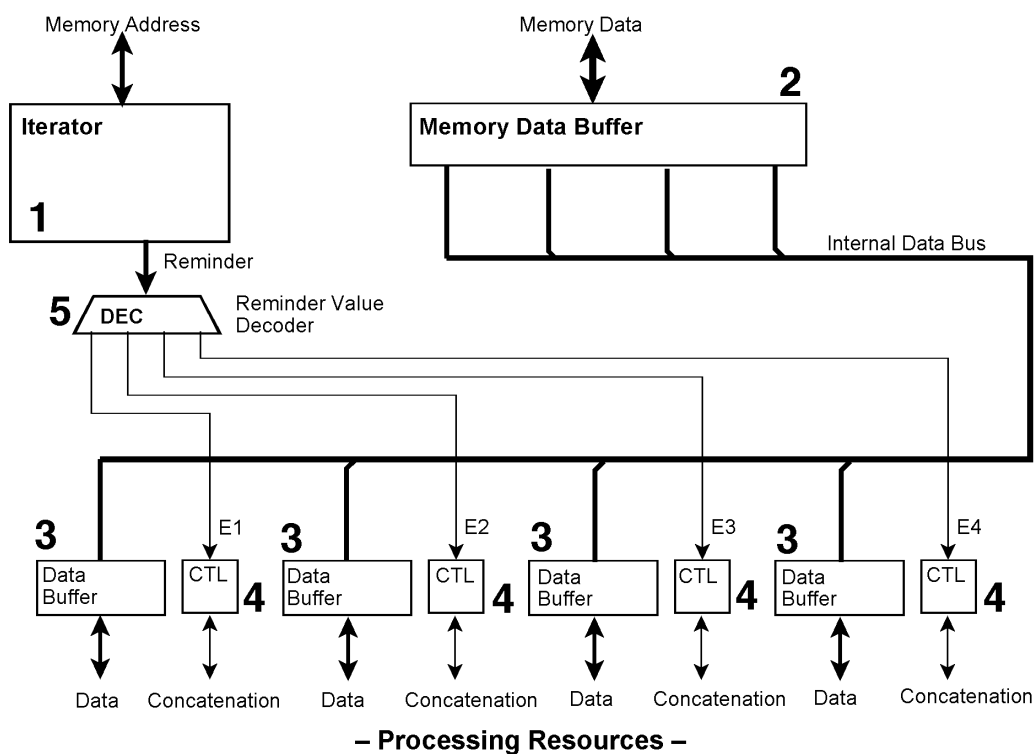 Memory Address
Memory Data
2
Iterator
Memory Data Buffer
1
Internal Data Bus
Reminder
5
DEC
Reminder Value
Decoder
E1
E2
E3
E4
3
3
3
3
Data
Buffer
CTL
4
Data
Buffer
CTL
4
Data
Buffer
CTL
4
Data
Buffer
CTL
4
Data
Concatenation
Data
Concatenation
Data
Concatenation
Data
Concatenation
– Processing Resources –